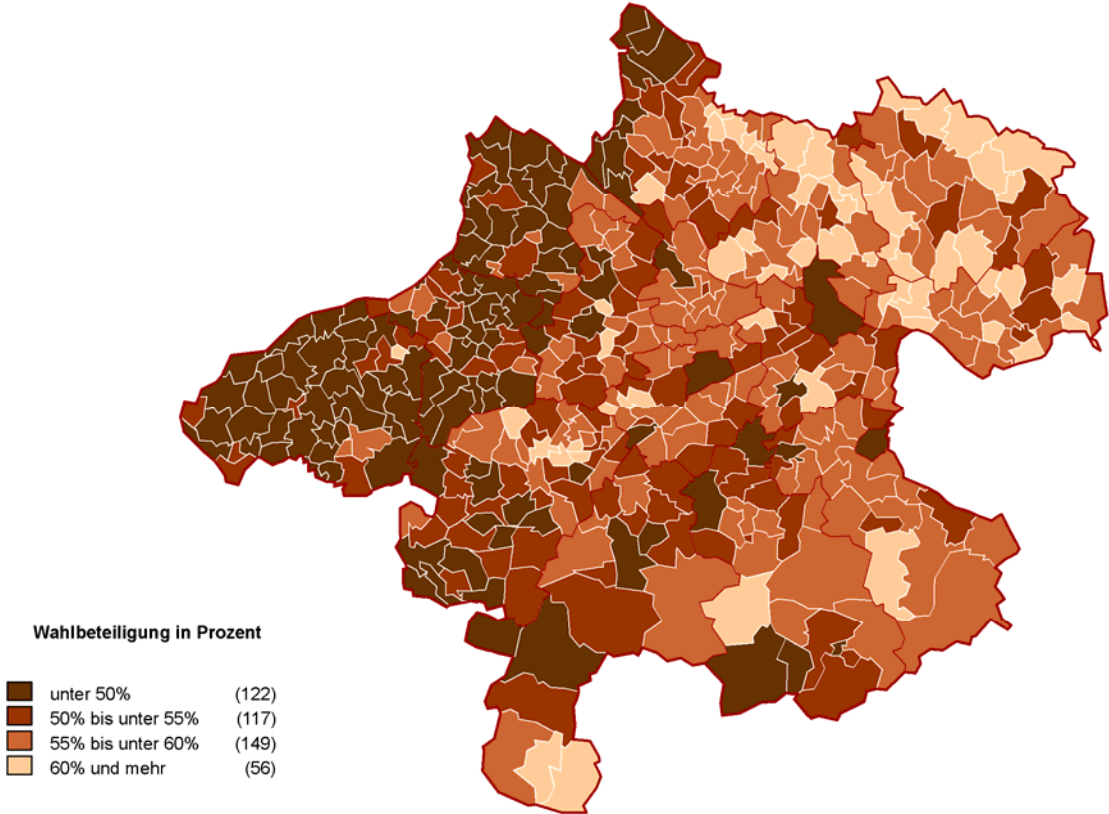 Wahlbeteiligung in Prozent
unter 50% (122)
50% bis unter 55% (117)
55% bis unter 60% (149)
60% und mehr (56)